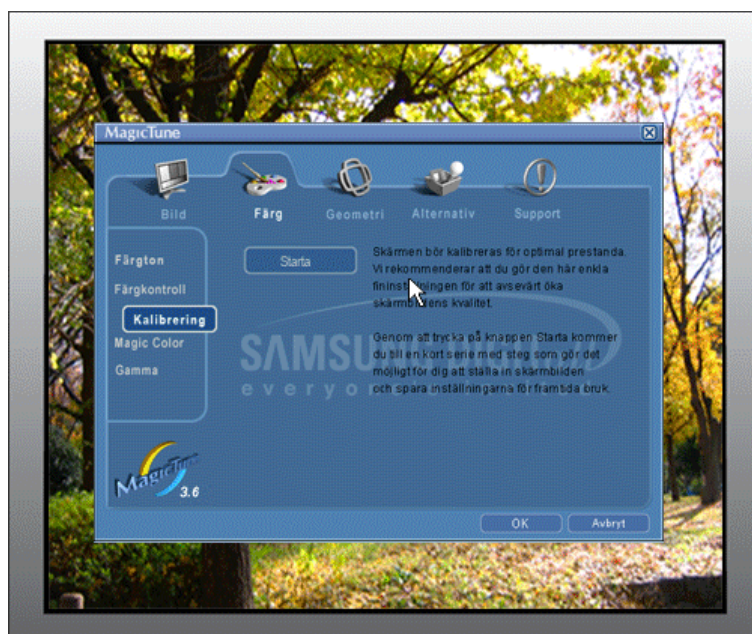 MagicTune
Bild
Färg
Geometri
Alternativ
Support
Färgton
Färgkontroll
Kalibrering
Magic Color
Gamma
Starta
Skärmen bör kalibreras för optimal prestanda.
Vi rekommenderar att du gör den här enkla
fininställningen för att avsevärt öka
skärmbildens kvalitet.
Genom att trycka på knappen Starta kommer
du till en kort serie med steg som gör det
möjligt för dig att ställa in skärmbilden
och spara inställningarna för framtida bruk.
MagicTune
3.6
OK
Avbryt